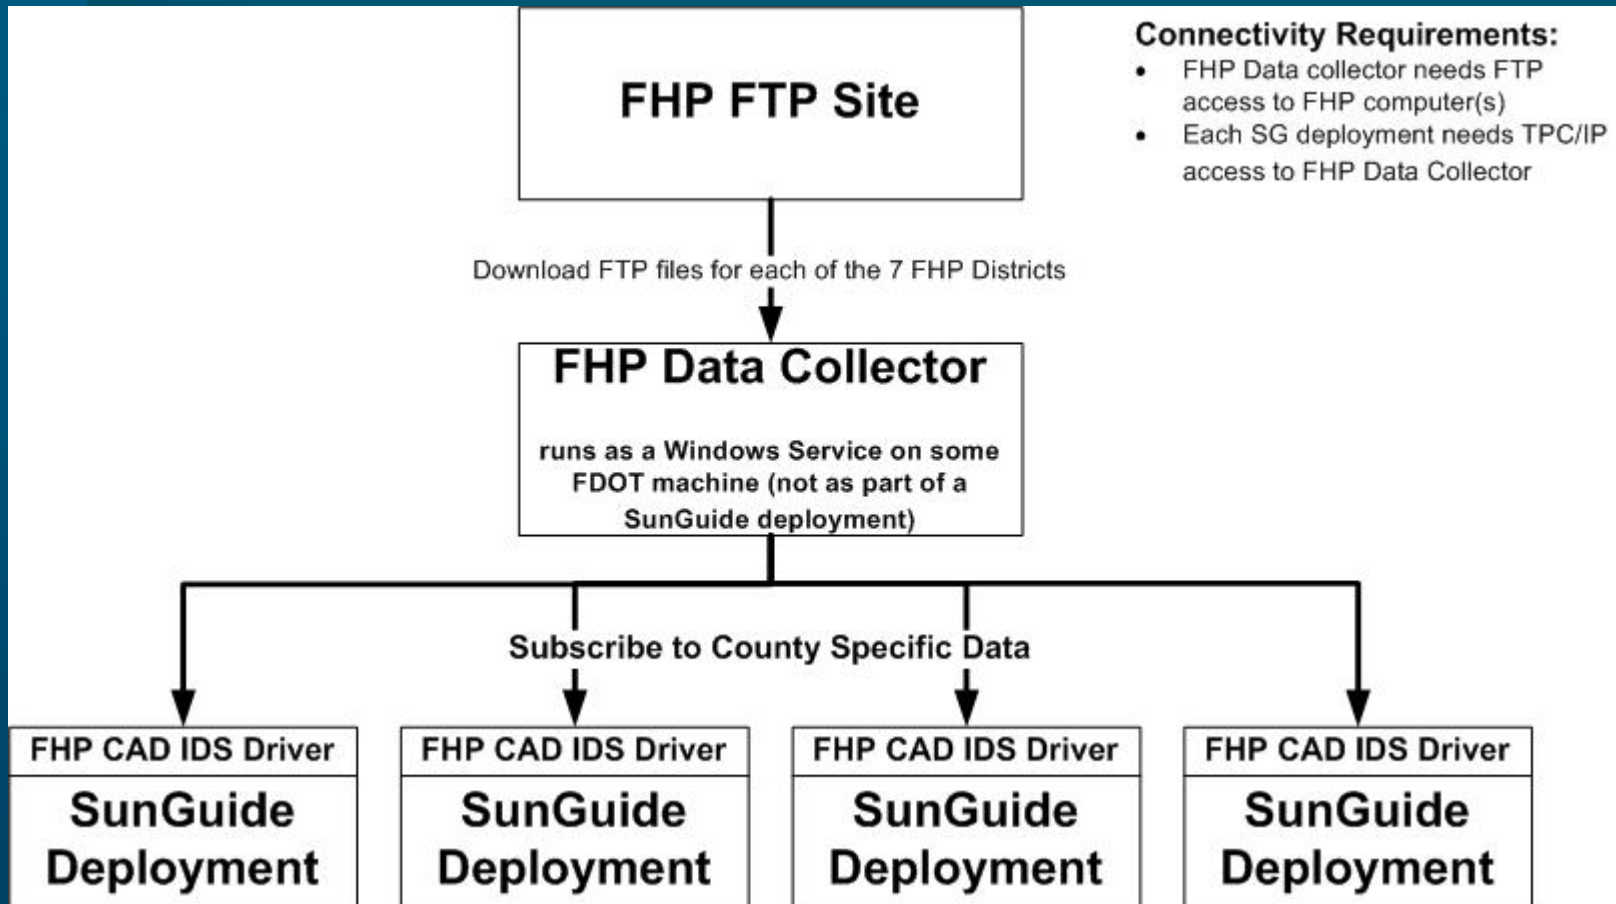 FHP FTP Site
Connectivity Requirements:
• FHP Data collector needs FTP
access to FHP computer(s)
• Each SG deployment needs TPC/IP
access to FHP Data Collector
Download FTP files for each of the 7 FHP Districts
FHP Data Collector
runs as a Windows Service on some
FDOT machine (not as part of a
SunGuide deployment)
Subscribe to County Specific Data
FHP CAD IDS Driver
SunGuide
Deployment
FHP CAD IDS Driver
SunGuide
Deployment
FHP CAD IDS Driver
SunGuide
Deployment
FHP CAD IDS Driver
SunGuide
Deployment